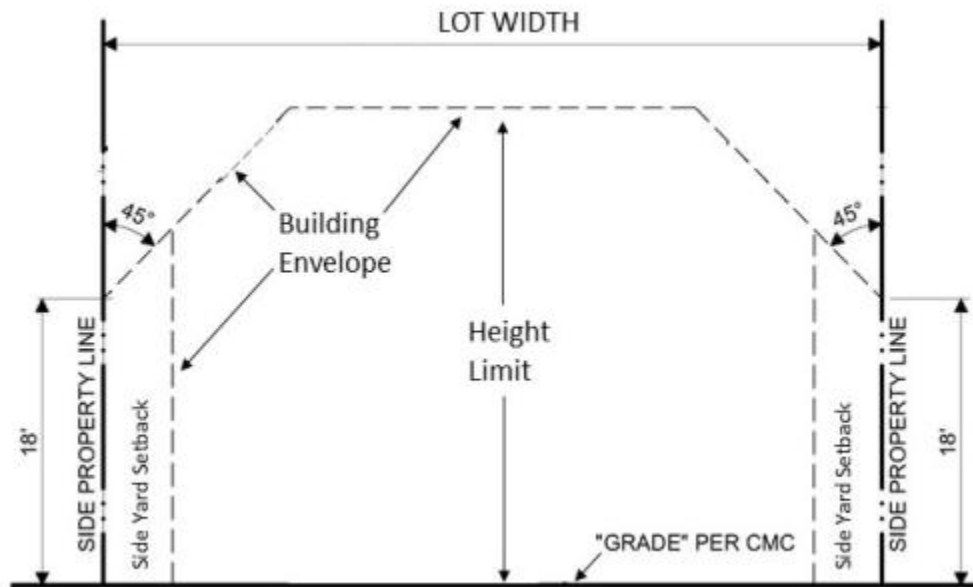 LOT WIDTH
45°
45°
Building
Envelope
Height
Limit
18'
SIDE PROPERTY LINE
Side Yard Setback
Side Yard Setback
SIDE PROPERTY LINE
18'
"GRADE" PER CMC